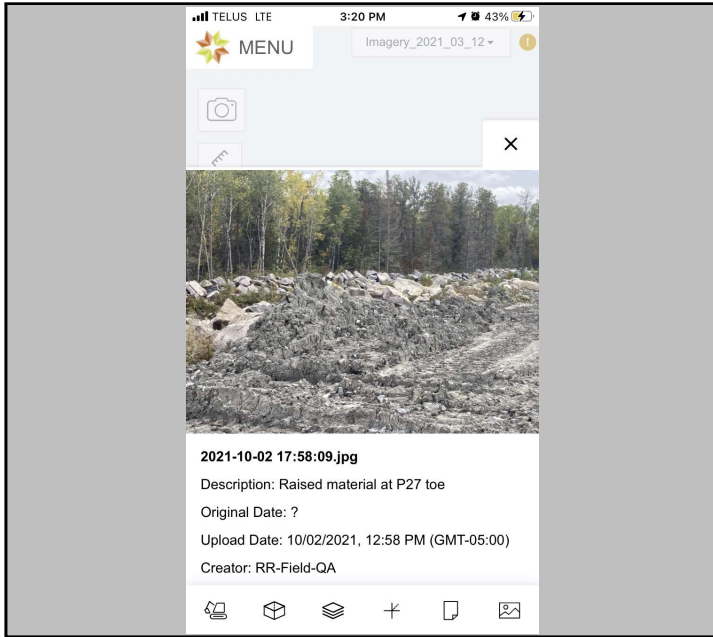 TELUS LTE 3:20 PM 43%
MENU Imagery_2021_03_12
2021-10-02 17:58:09.jpg
Description: Raised material at P27 toe
Original Date: ?
Upload Date: 10/02/2021, 12:58 PM (GMT-05:00)
Creator: RR-Field-QA